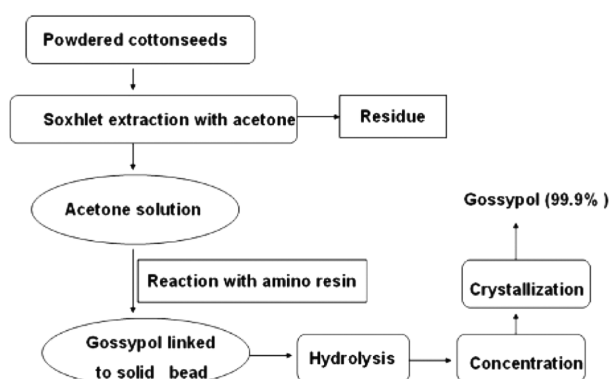 Powdered cottonseeds
Soxhlet extraction with acetone
Residue
Acetone solution
Reaction with amino resin
Gossypol linked
to solid bead
Hydrolysis
Concentration
Crystallization
Gossypol (99.9% )